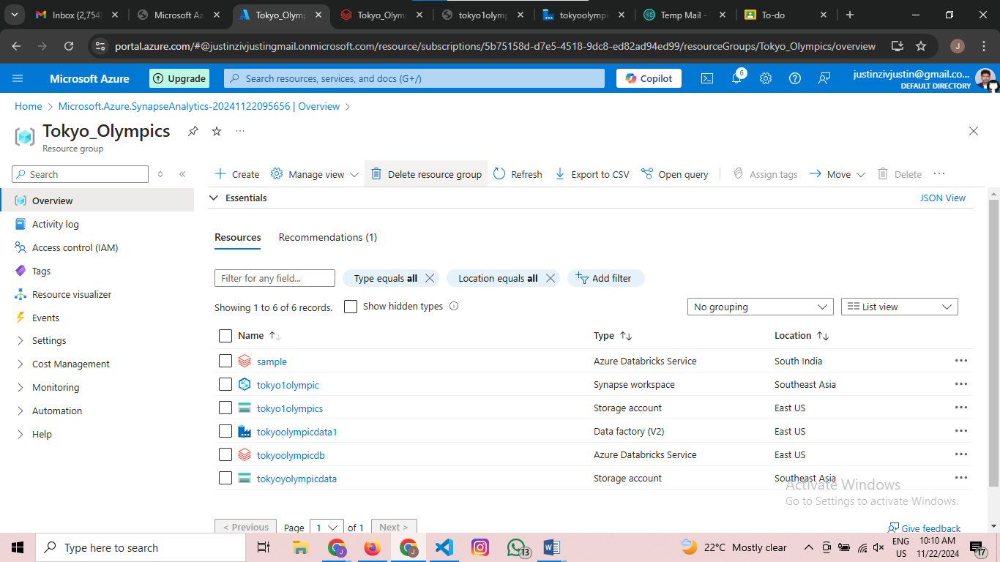 Inbox (2,754)
Microsoft Az
Tokyo_Olymp
Tokyo_Olymp
tokyo1olymp
tokyoolympi
Temp Mail -
To-do
portal.azure.com/#@justinzivjustingmail.onmicrosoft.com/resource/subscriptions/5b75158d-d7e5-4518-9dc8-ed82ad94ed99/resourceGroups/Tokyo_Olympics/overview
J
Microsoft Azure
Upgrade
Search resources, services, and docs (G+/)
Copilot
6
justinzivjustin@gmail.co...
DEFAULT DIRECTORY
Home > Microsoft.Azure.SynapseAnalytics-20241122095656 | Overview >
Tokyo_Olympics
Resource group
Search
Create
Manage view
Delete resource group
Refresh
Export to CSV
Open query
Assign tags
Move
Delete
Overview
Activity log
Access control (IAM)
Tags
Resource visualizer
Events
Settings
Cost Management
Monitoring
Automation
Help
Essentials
JSON View
Resources
Recommendations (1)
Filter for any field...
Type equals all
Location equals all
Add filter
Showing 1 to 6 of 6 records.
Show hidden types
No grouping
List view
Name Type Location
sample Azure Databricks Service South India
tokyo1olympic Synapse workspace Southeast Asia
tokyo1olympics Storage account East US
tokyoolympicdata1 Data factory (V2) East US
tokyoolympicdb Azure Databricks Service East US
tokyoyolympicdata Storage account Southeast Asia
Activate Windows
Go to Settings to activate Windows.
< Previous Page 1 of 1 Next >
Give feedback
Type here to search
13
22°C Mostly clear
ENG
US
10:10 AM
11/22/2024
17